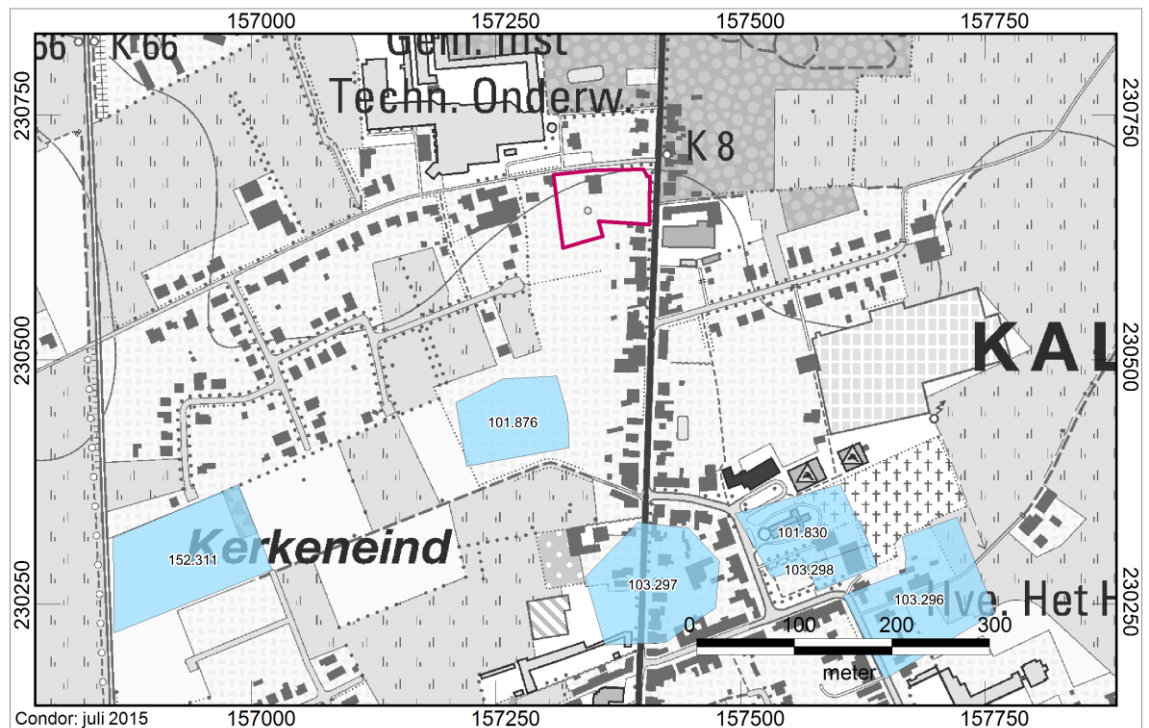 157000 157250 157500 157750
66 K 66
Gem. Inst
Techn. Onderw.
230750 230750
K 8
230500 230500
KAL
101.876
Kerkeneind
152.311
101.830
103.298
103.297
103.296
Nve. Het H
230250 230250
0 100 200 300
meter
Condor: juli 2015
157000 157250 157500 157750